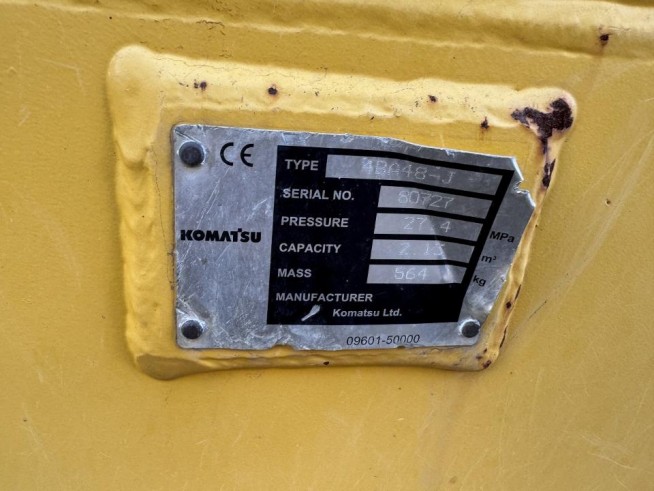 CE
TYPE 4BA48-J
SERIAL NO. 80727
KOMATSU
PRESSURE 27.4 MPa
CAPACITY 2.15 m³
MASS 564 kg
MANUFACTURER
Komatsu Ltd.
09601-50000